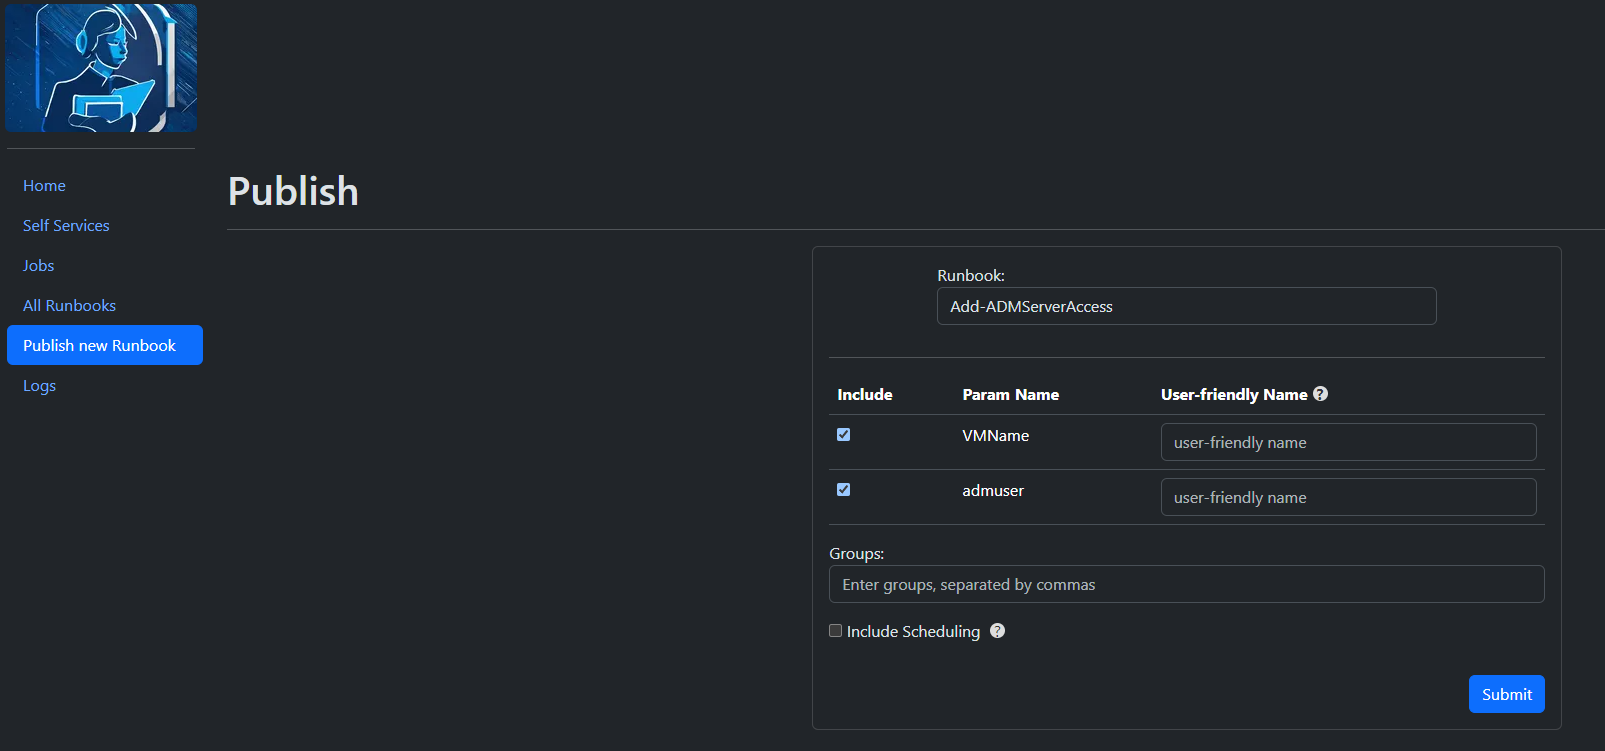 Home
Self Services
Jobs
All Runbooks
Publish new Runbook
Logs
Publish
Runbook:
Add-ADMServerAccess
Include Param Name User-friendly Name ?
VMName user-friendly name
admuser user-friendly name
Groups:
Enter groups, separated by commas
Include Scheduling ?
Submit